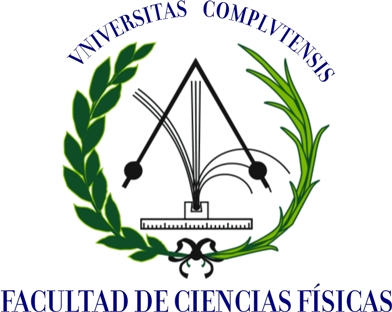 VNIVERSITAS COMPLVTENSIS
FACULTAD DE CIENCIAS FÍSICAS